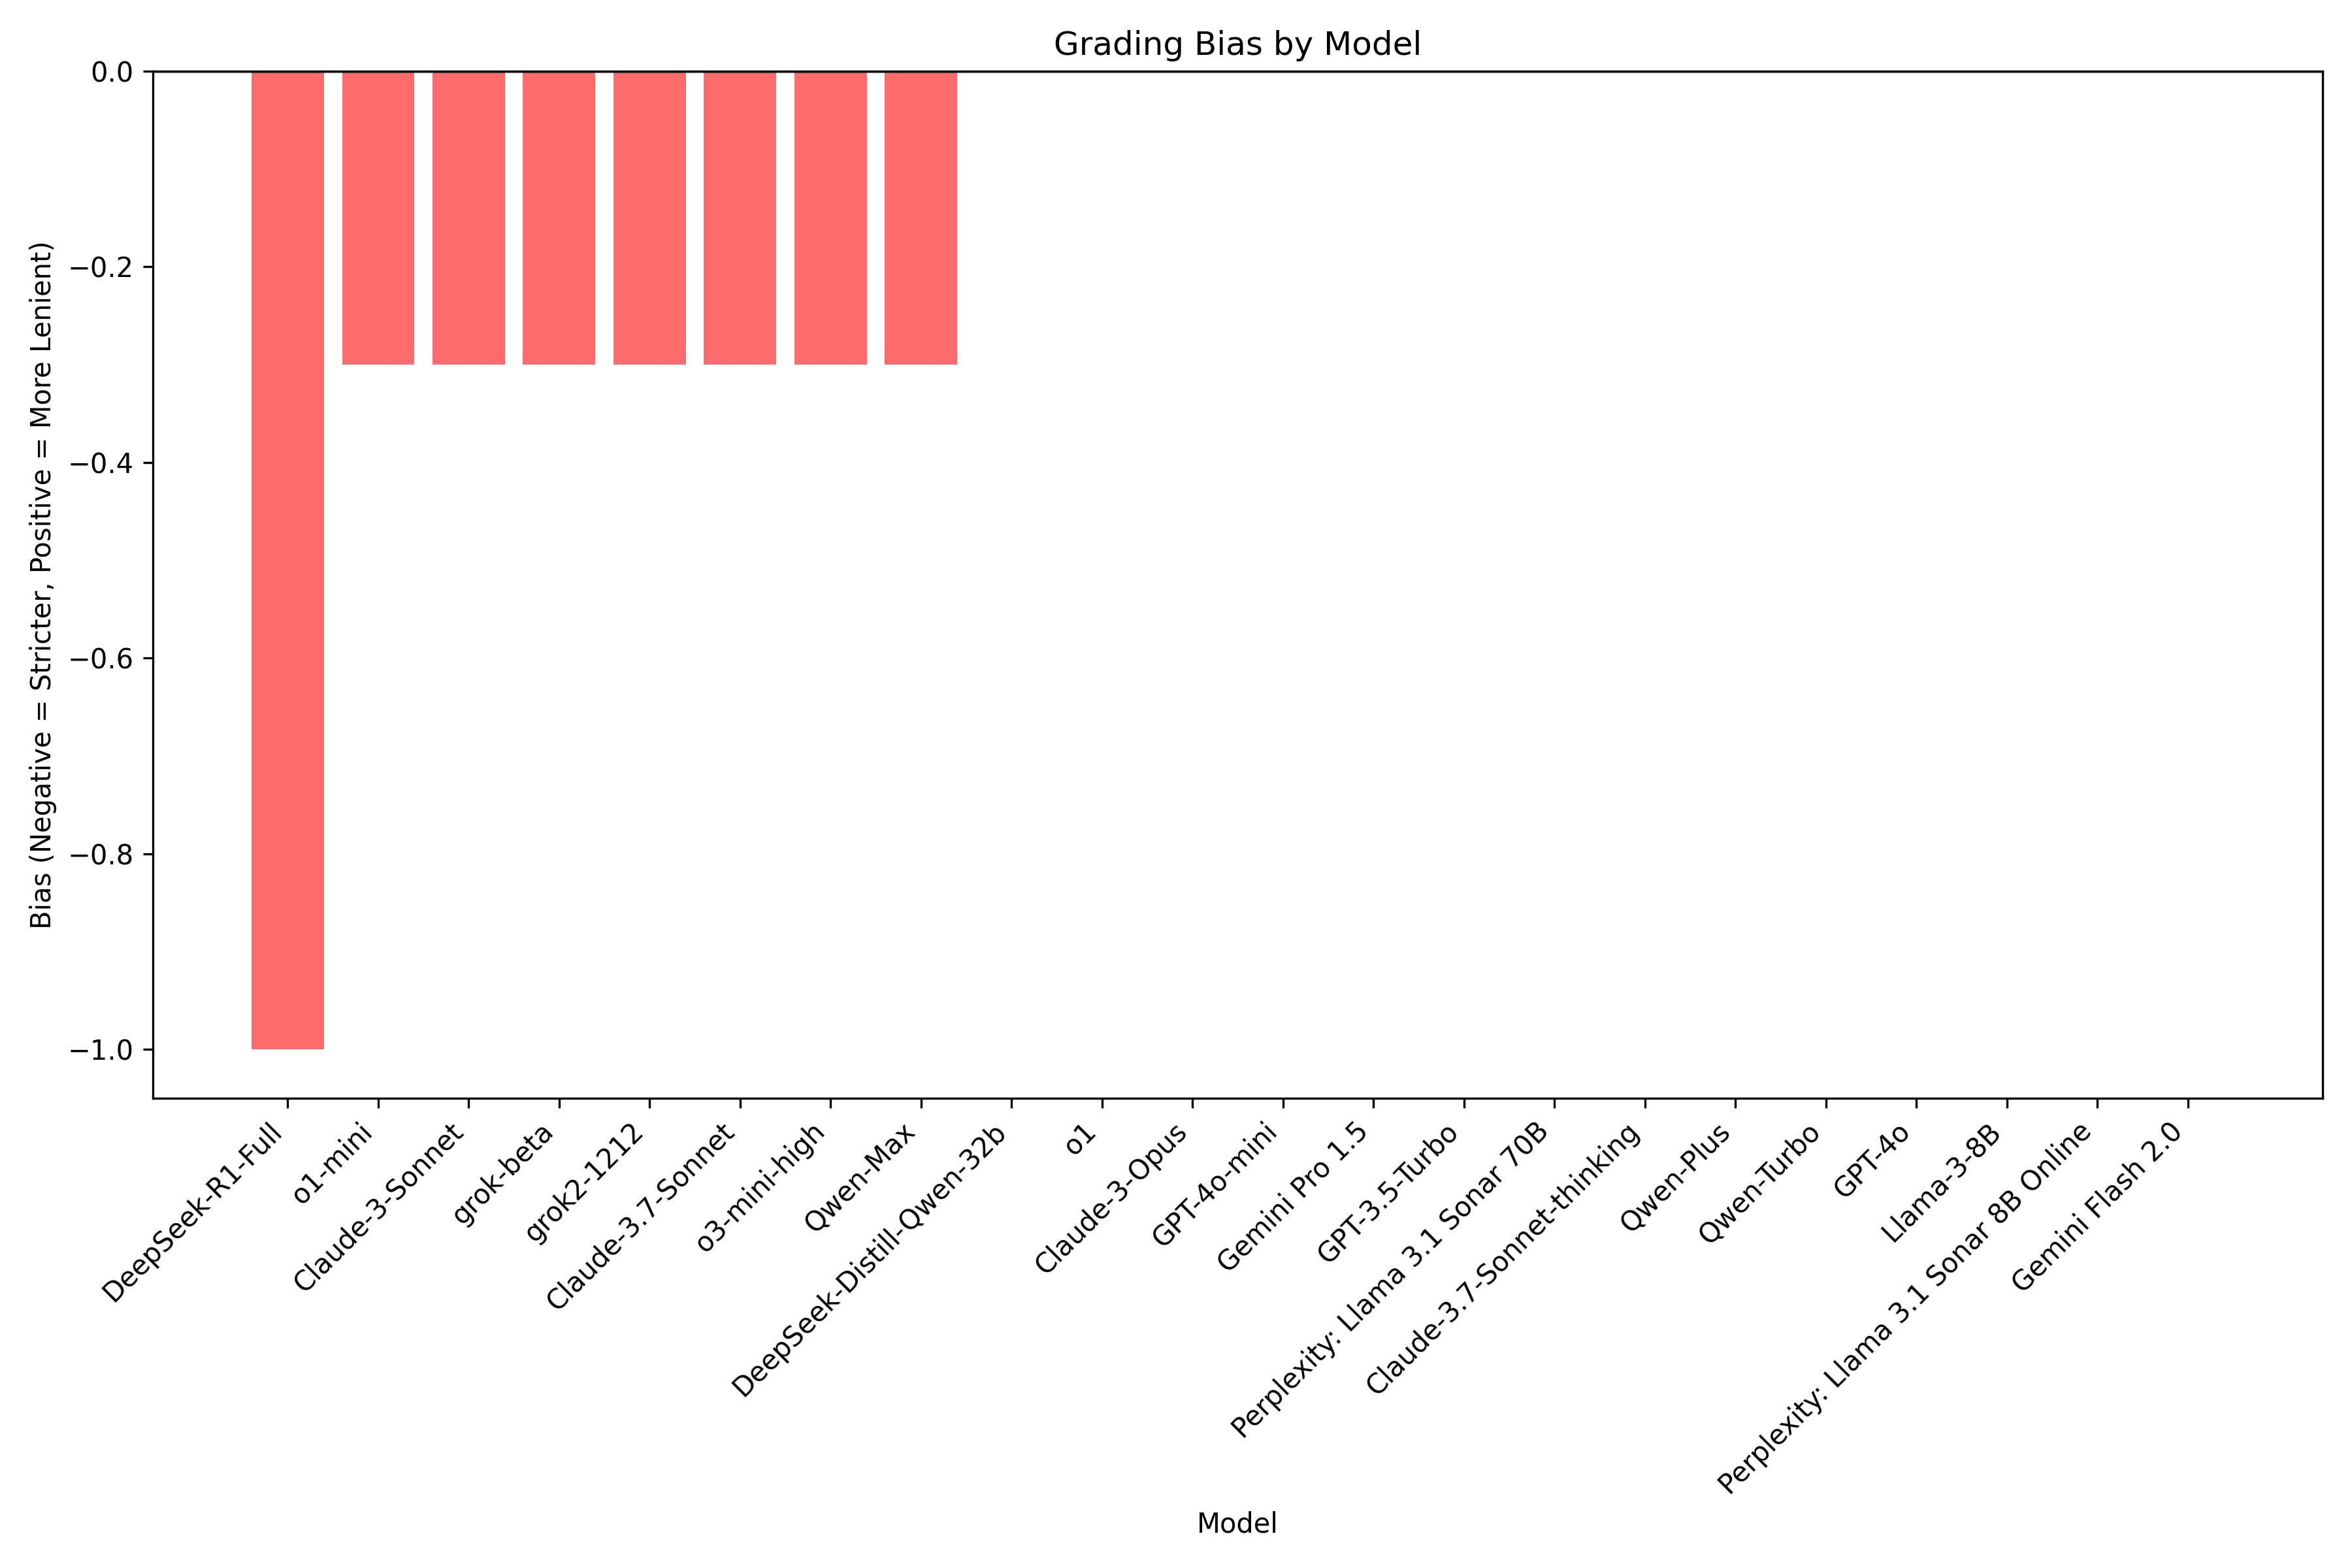 Grading Bias by Model
Bias (Negative = Stricter, Positive = More Lenient)
0.0
−0.2
−0.4
−0.6
−0.8
−1.0
DeepSeek-R1-Full
o1-mini
Claude-3-Sonnet
grok-beta
grok2-1212
Claude-3.7-Sonnet
o3-mini-high
Qwen-Max
DeepSeek-Distill-Qwen-32b
o1
Claude-3-Opus
GPT-4o-mini
Gemini Pro 1.5
GPT-3.5-Turbo
Perplexity: Llama 3.1 Sonar 70B
Claude-3.7-Sonnet-thinking
Qwen-Plus
Qwen-Turbo
GPT-4o
Llama-3-8B
Perplexity: Llama 3.1 Sonar 8B Online
Gemini Flash 2.0
Model